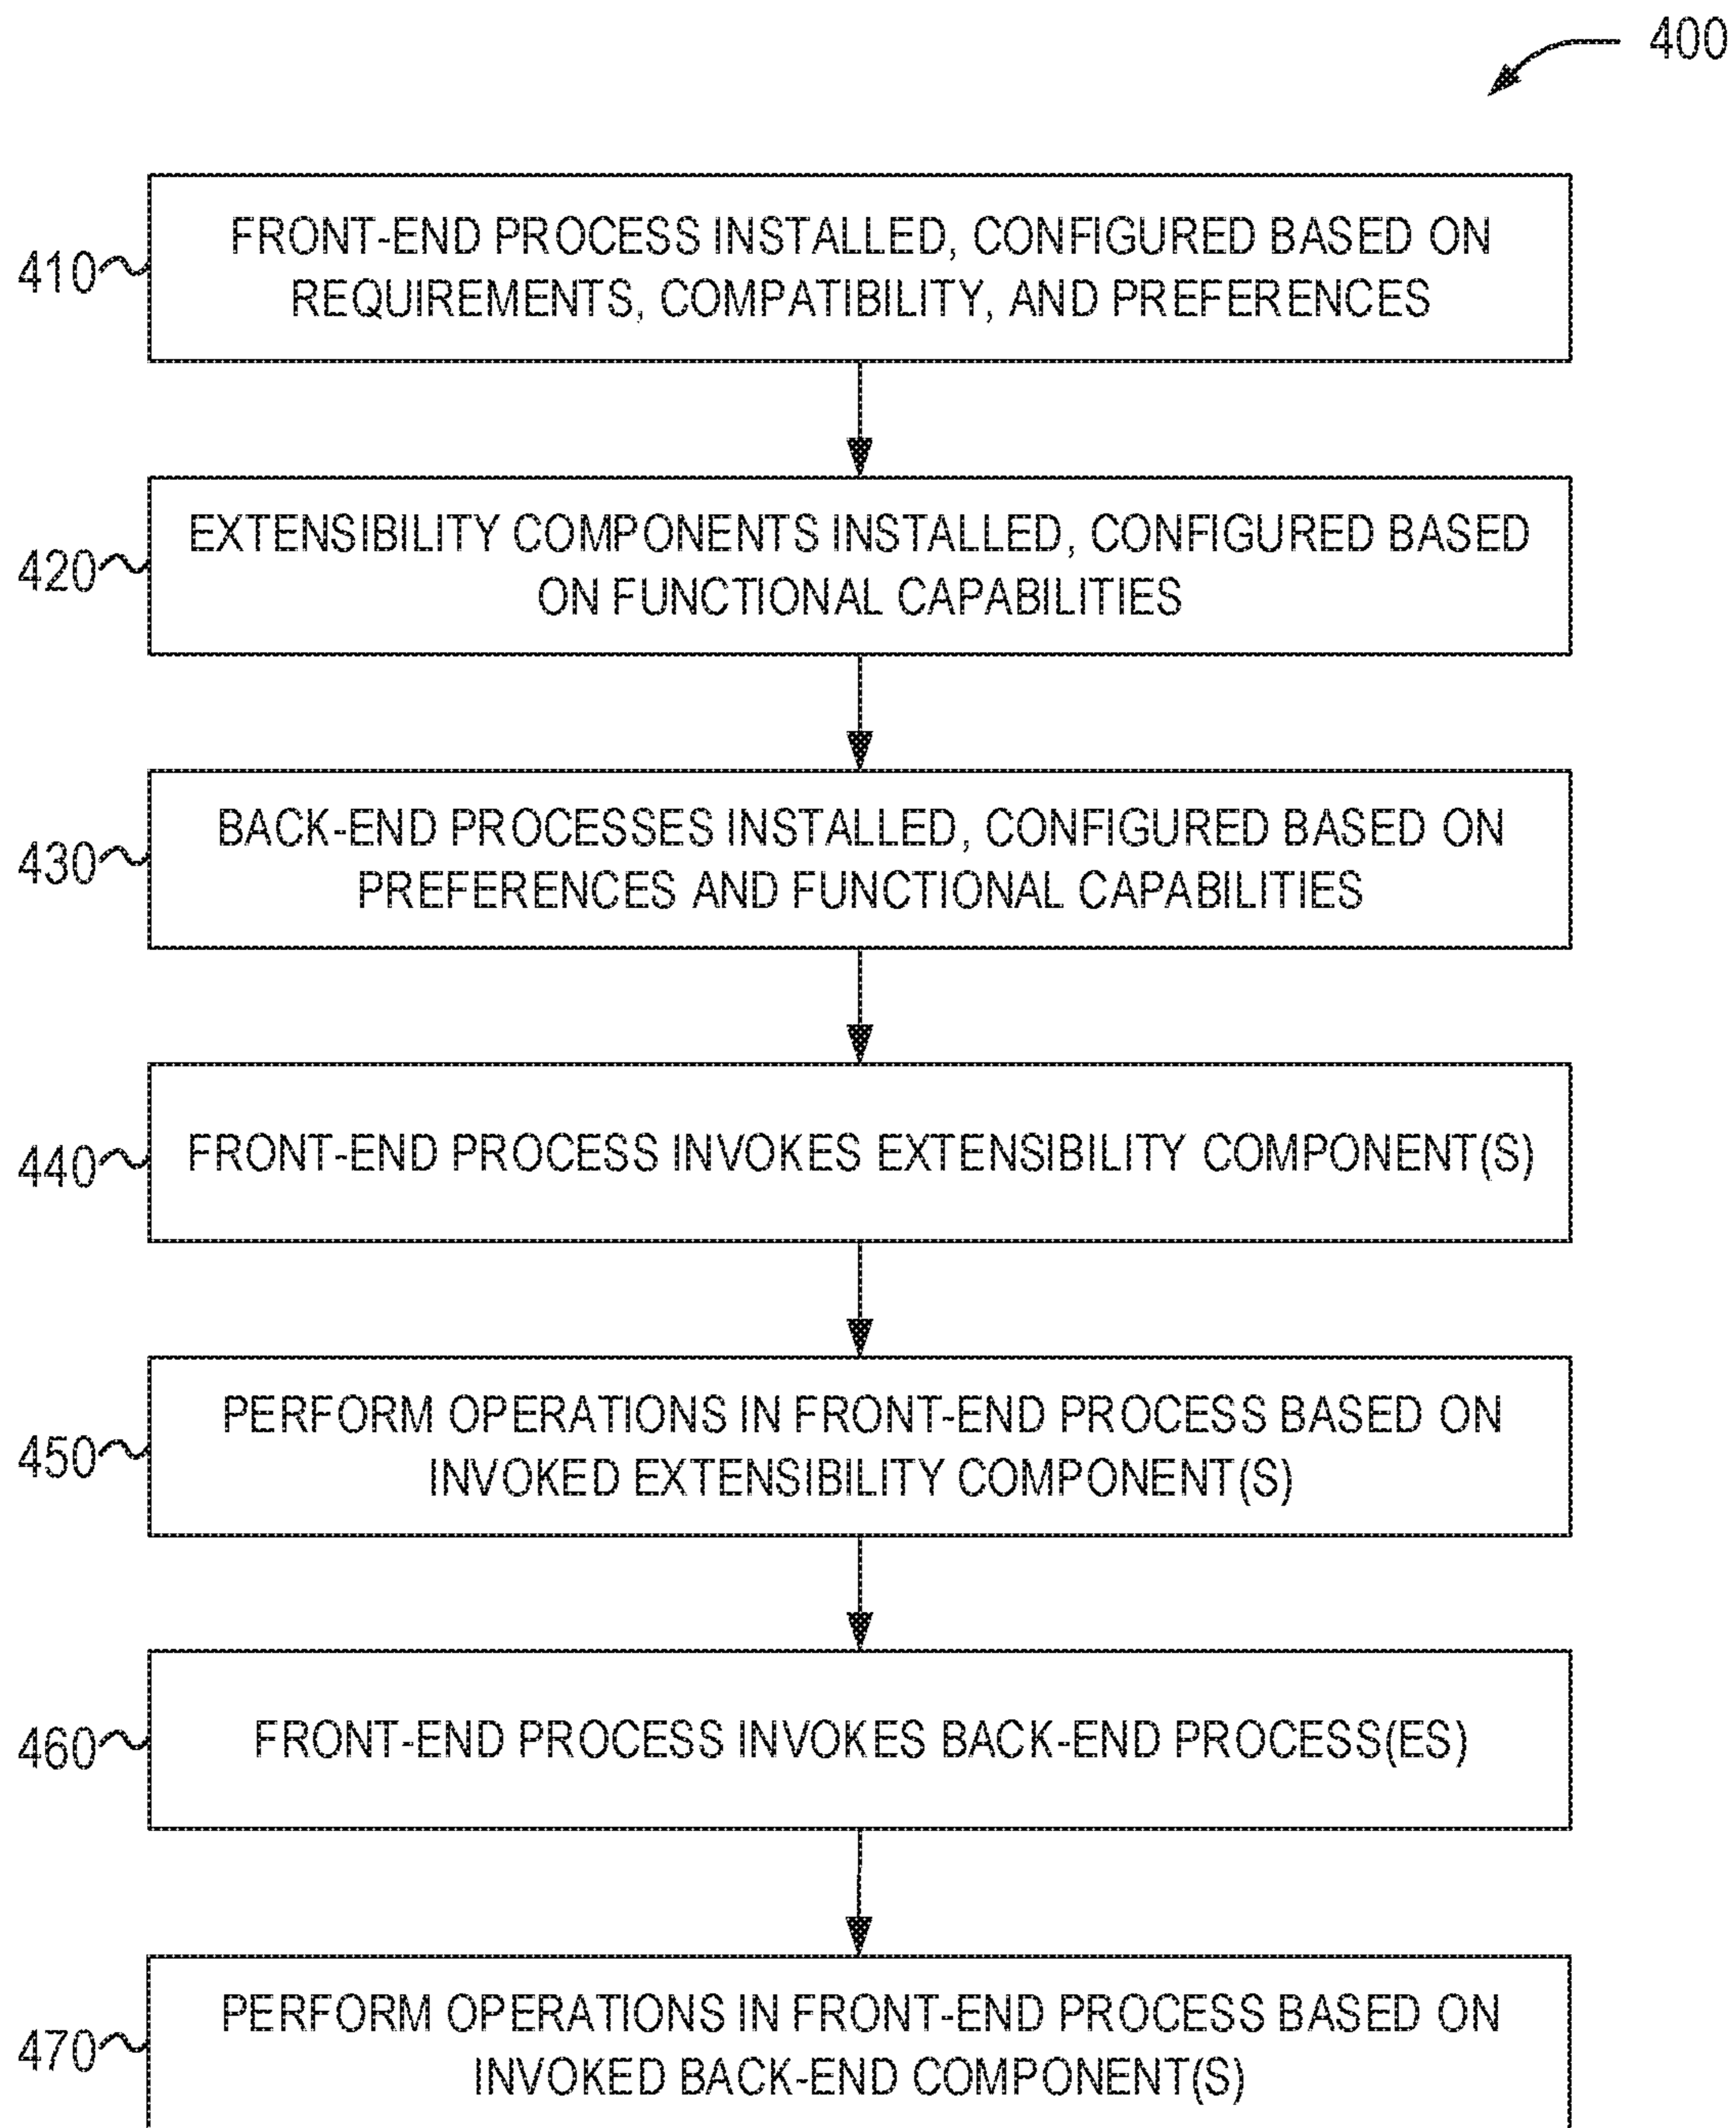 400
410
FRONT-END PROCESS INSTALLED, CONFIGURED BASED ON
REQUIREMENTS, COMPATIBILITY, AND PREFERENCES
420
EXTENSIBILITY COMPONENTS INSTALLED, CONFIGURED BASED
ON FUNCTIONAL CAPABILITIES
430
BACK-END PROCESSES INSTALLED, CONFIGURED BASED ON
PREFERENCES AND FUNCTIONAL CAPABILITIES
440
FRONT-END PROCESS INVOKES EXTENSIBILITY COMPONENT(S)
450
PERFORM OPERATIONS IN FRONT-END PROCESS BASED ON
INVOKED EXTENSIBILITY COMPONENT(S)
460
FRONT-END PROCESS INVOKES BACK-END PROCESS(ES)
470
PERFORM OPERATIONS IN FRONT-END PROCESS BASED ON
INVOKED BACK-END COMPONENT(S)